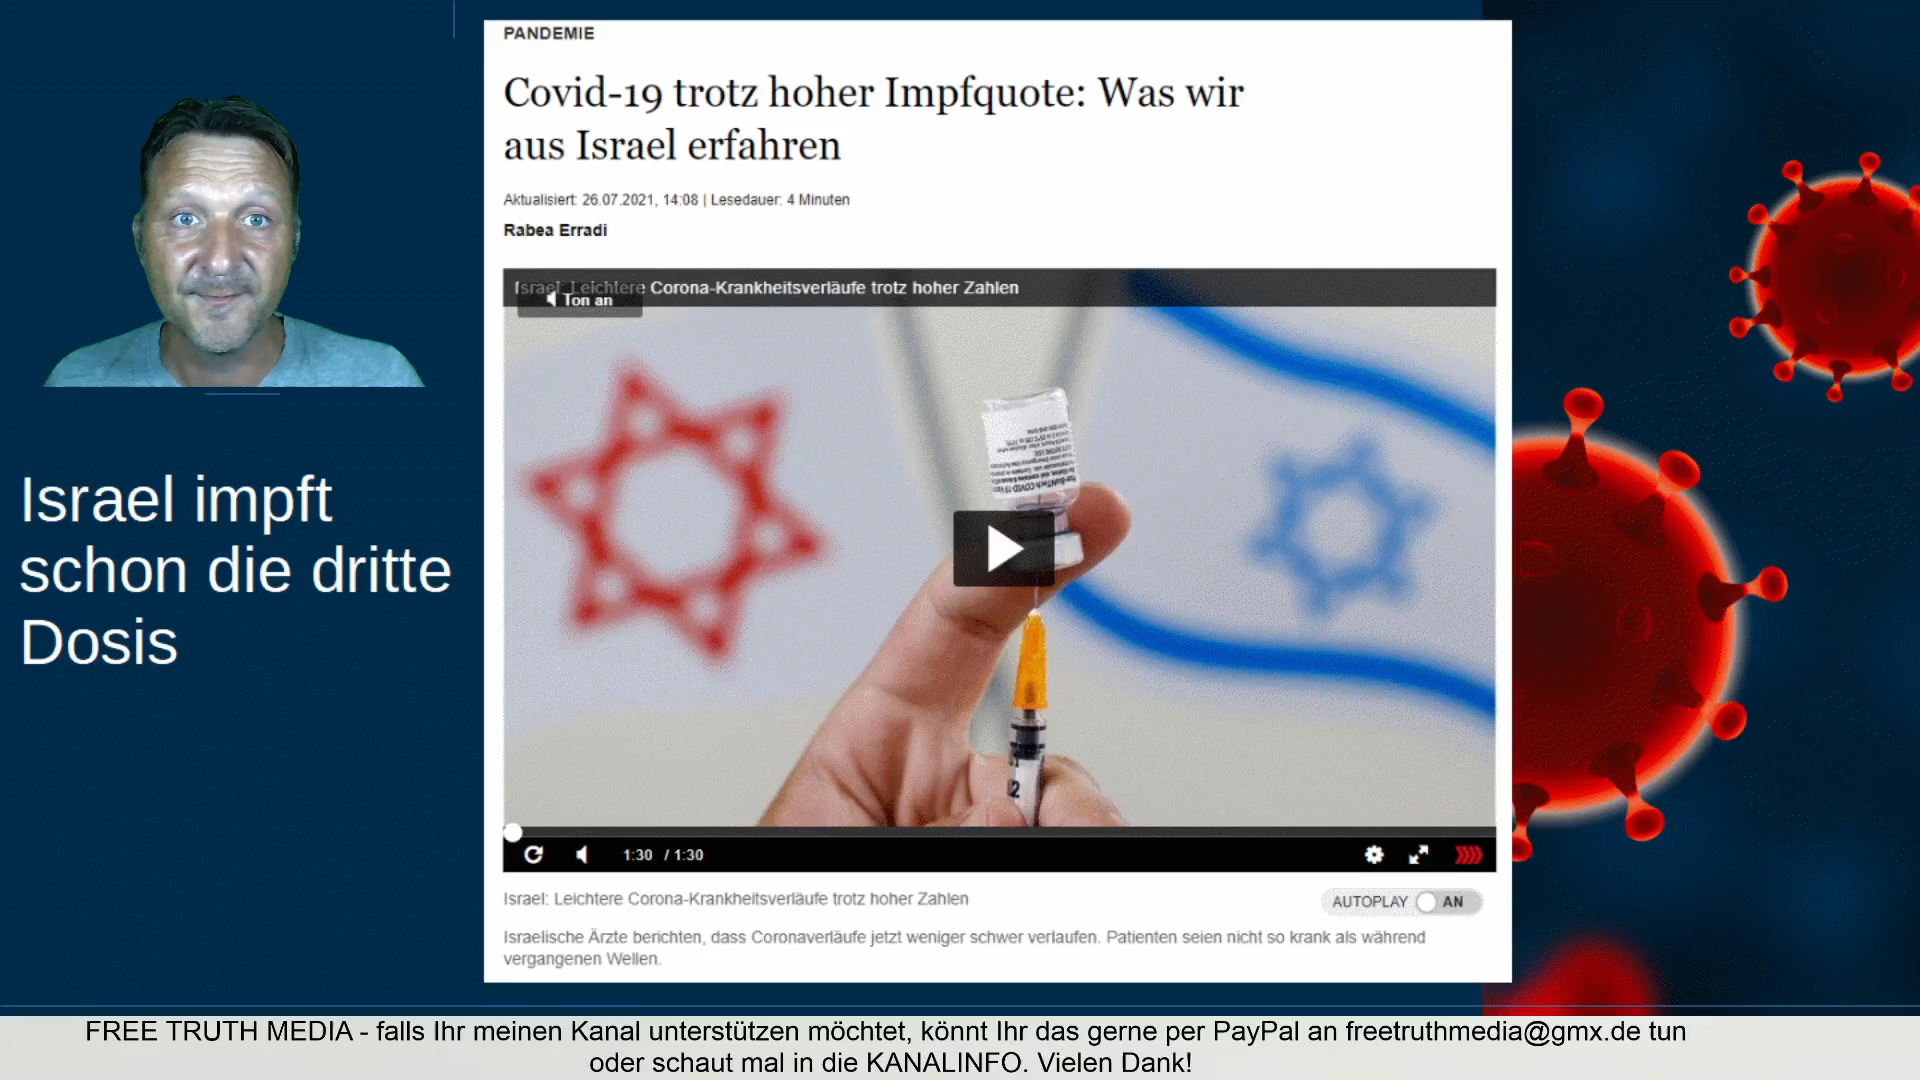 PANDEMIE
Covid-19 trotz hoher Impfquote: Was wir
aus Israel erfahren
Aktualisiert: 26.07.2021, 14:08 | Lesedauer: 4 Minuten
Rabea Erradi
Israel: Leichtere Corona-Krankheitsverläufe trotz hoher Zahlen
Ton an
Israel impft
schon die dritte
Dosis
2
1:30 / 1:30
Israel: Leichtere Corona-Krankheitsverläufe trotz hoher Zahlen
AUTOPLAY AN
Israelische Ärzte berichten, dass Coronaverläufe jetzt weniger schwer verlaufen. Patienten seien nicht so krank als während
vergangenen Wellen.
FREE TRUTH MEDIA - falls Ihr meinen Kanal unterstützen möchtet, könnt Ihr das gerne per PayPal an freetruthmedia@gmx.de tun
oder schaut mal in die KANALINFO. Vielen Dank!